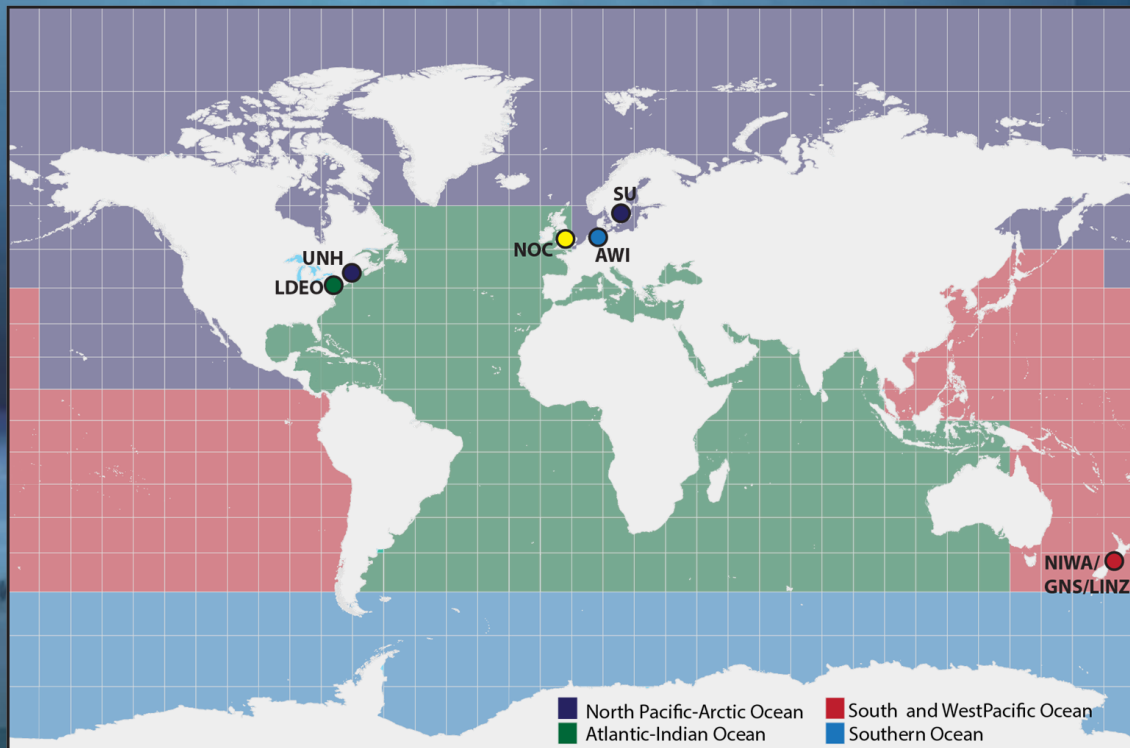 SU
NOC
AWI
UNH
LDEO
NIWA/
GNS/LINZ
North Pacific-Arctic Ocean
South and WestPacific Ocean
Atlantic-Indian Ocean
Southern Ocean